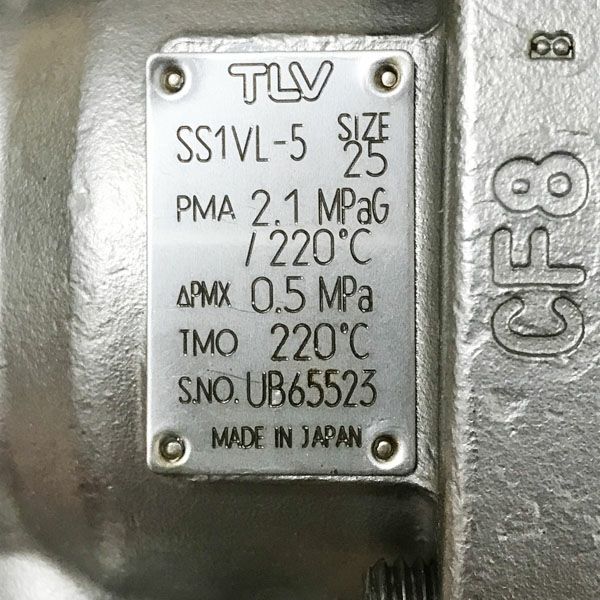 TLV
SS1VL-5 SIZE 25
PMA 2.1 MPaG
/220°C
ΔPMX 0.5 MPa
TMO 220°C
S.NO. UB65523
MADE IN JAPAN
CF8
B